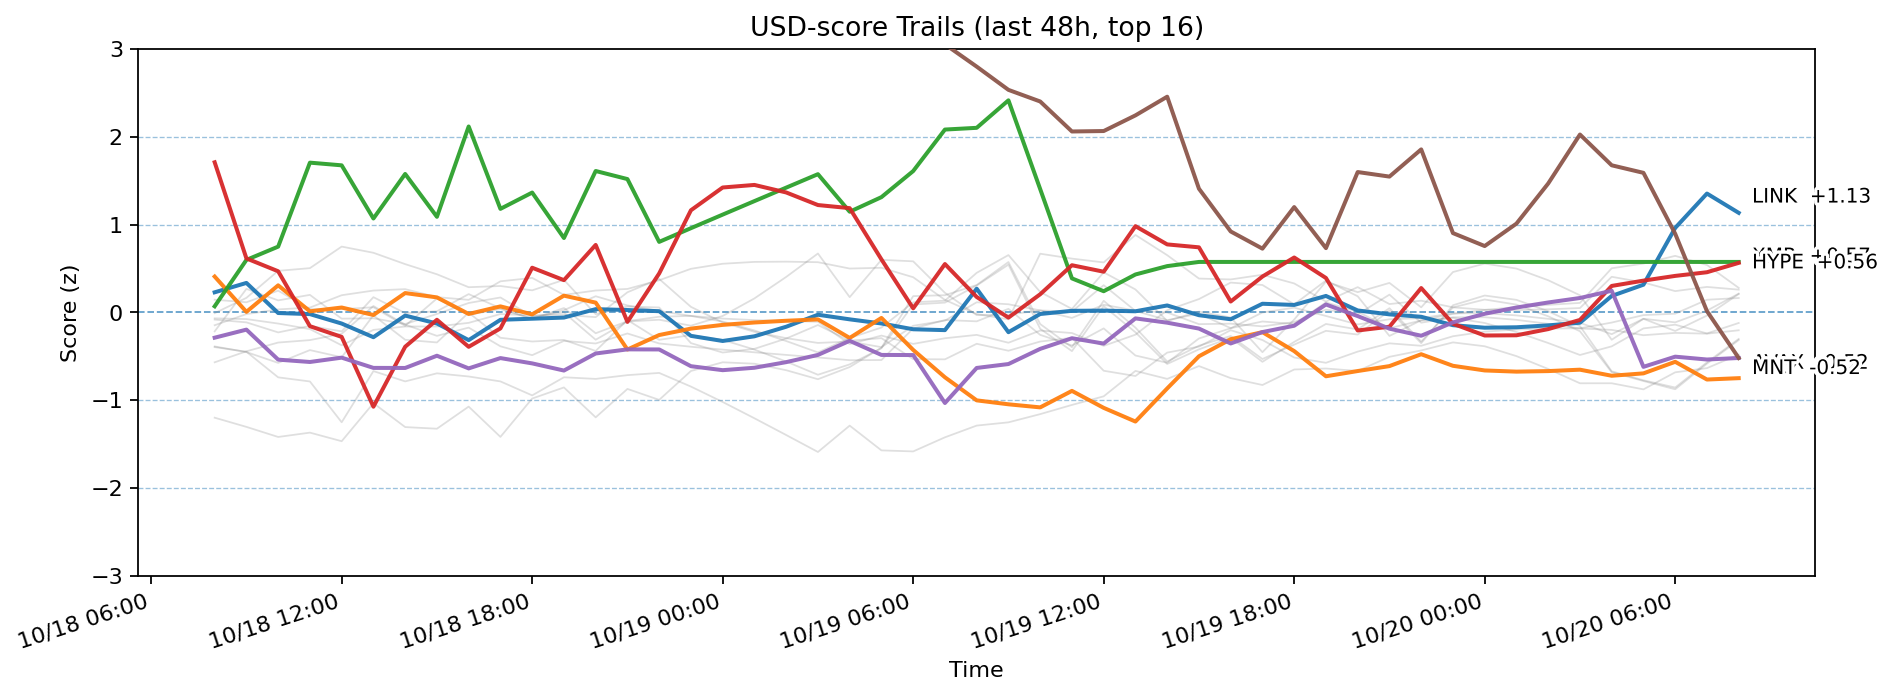 USD-score Trails (last 48h, top 16)
Score (z)
3
2
1
0
−1
−2
−3
LINK +1.13
HYPE +0.56
MNT -0.52
10/18 06:00
10/18 12:00
10/18 18:00
10/19 00:00
10/19 06:00
10/19 12:00
10/19 18:00
10/20 00:00
10/20 06:00
Time